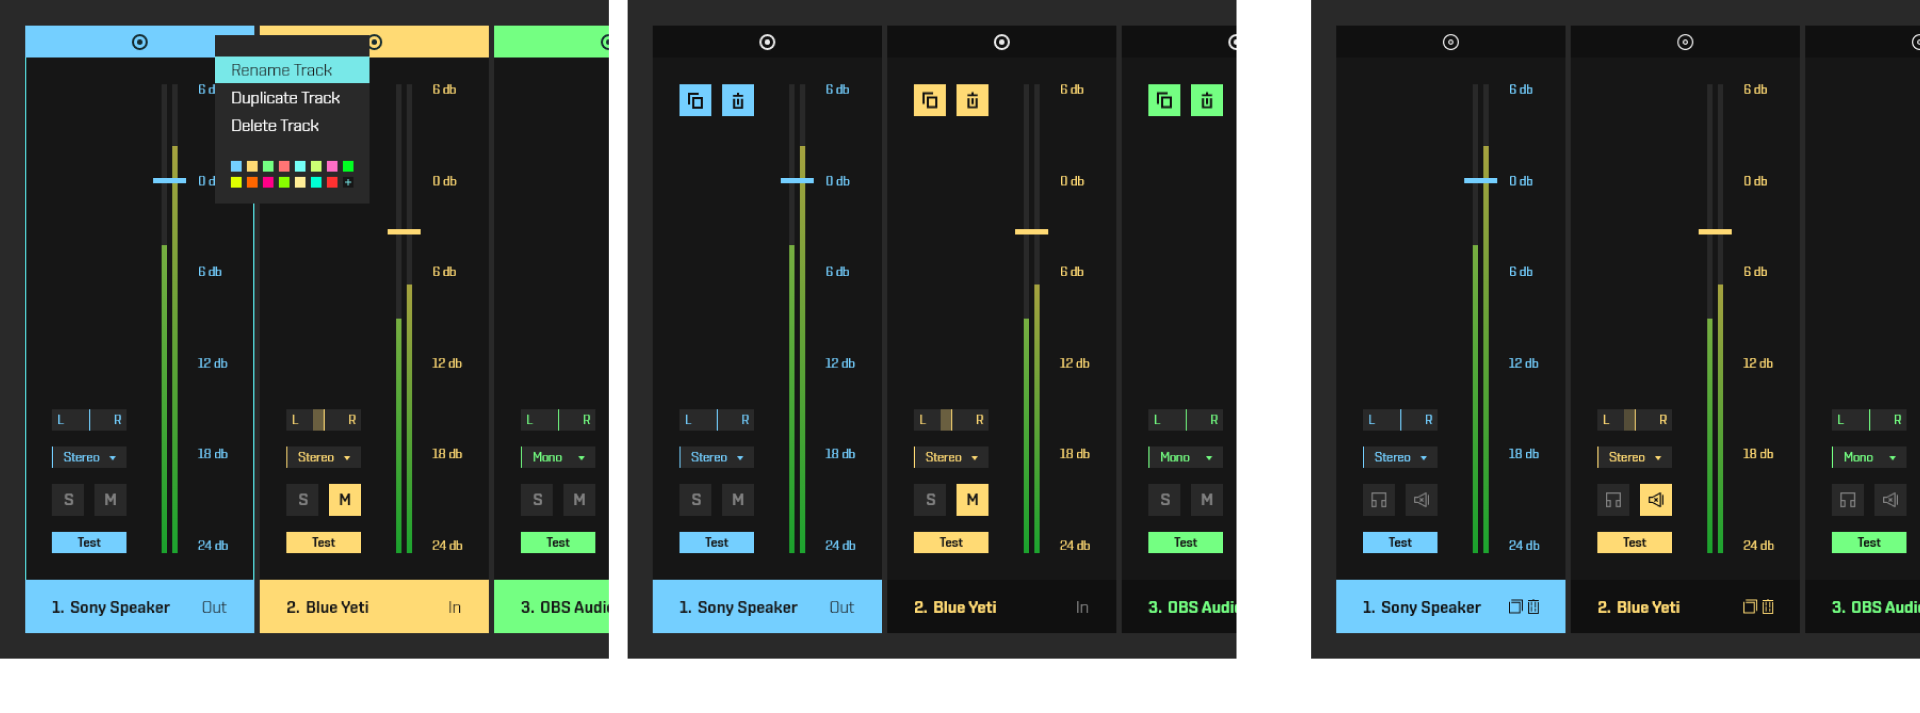 Rename Track
Duplicate Track
Delete Track
6 d
0 d
6 db
12 db
18 db
24 db
L R
Stereo
S M
Test
1. Sony Speaker Out
6 db
0 db
6 db
12 db
18 db
24 db
L R
Stereo
S M
Test
2. Blue Yeti In
L R
Mono
S M
Test
3. OBS Audi
6 db
0 db
6 db
12 db
18 db
24 db
L R
Stereo
S M
Test
1. Sony Speaker Out
6 db
0 db
6 db
12 db
18 db
24 db
L R
Stereo
S M
Test
2. Blue Yeti In
L R
Mono
S M
Test
3. OBS Audi
6 db
0 db
6 db
12 db
18 db
24 db
L R
Stereo
Test
1. Sony Speaker
6 db
0 db
6 db
12 db
18 db
24 db
L R
Stereo
Test
2. Blue Yeti
L R
Mono
Test
3. OBS Audi